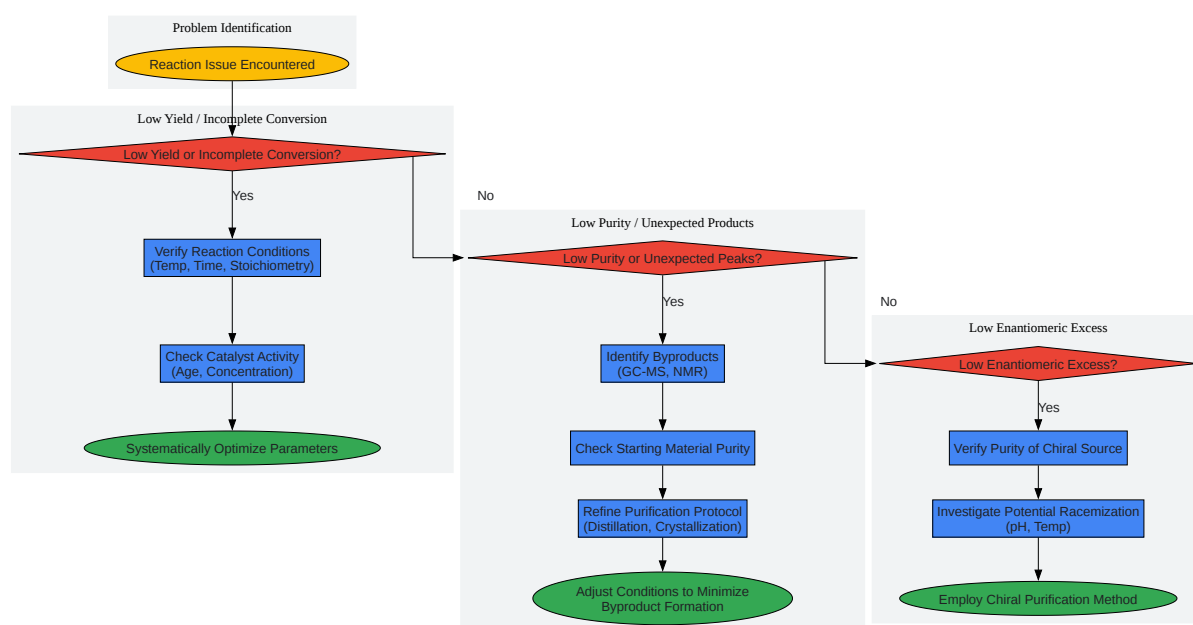 Problem Identification
Reaction Issue Encountered
Low Yield / Incomplete Conversion
Low Yield or Incomplete Conversion?
Yes
No
Verify Reaction Conditions
(Temp, Time, Stoichiometry)
Check Catalyst Activity
(Age, Concentration)
Systematically Optimize Parameters
Low Purity / Unexpected Products
Low Purity or Unexpected Peaks?
Yes
No
Identify Byproducts
(GC-MS, NMR)
Check Starting Material Purity
Refine Purification Protocol
(Distillation, Crystallization)
Adjust Conditions to Minimize
Byproduct Formation
Low Enantiomeric Excess
Low Enantiomeric Excess?
Yes
Verify Purity of Chiral Source
Investigate Potential Racemization
(pH, Temp)
Employ Chiral Purification Method